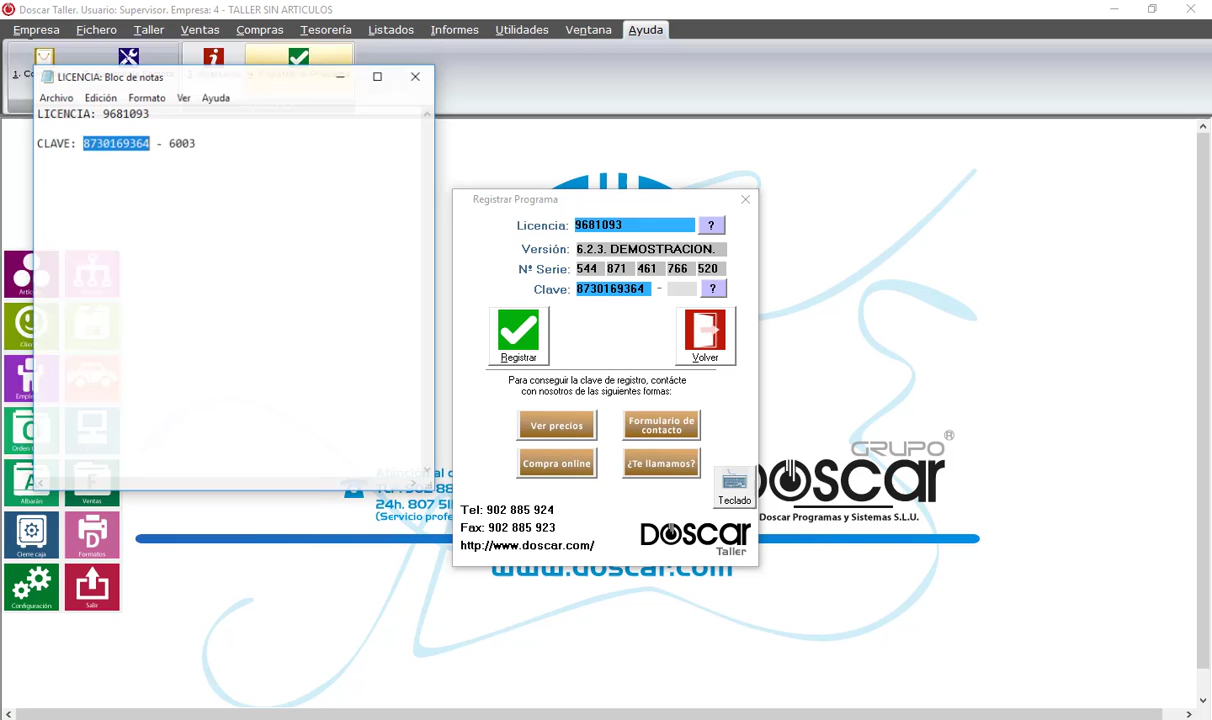 Doscar Taller. Usuario: Supervisor. Empresa: 4 - TALLER SIN ARTICULOS
Empresa Fichero Taller Ventas Compras Tesorería Listados Informes Utilidades Ventana Ayuda
LICENCIA: Bloc de notas
Archivo Edición Formato Ver Ayuda
LICENCIA: 9681093
CLAVE: 8730169364 - 6003
Registrar Programa
Licencia: 9681093 ?
Versión: 6.2.3. DEMOSTRACION.
Nº Serie: 544 871 461 766 520
Clave: 8730169364 - ?
Registrar
Volver
Para conseguir la clave de registro, contácte
con nosotros de las siguientes formas:
Ver precios
Formulario de
contacto
Compra online
¿Te llamamos?
Teclado
Tel: 902 885 924
Fax: 902 885 923
http://www.doscar.com/
DOSCAR
Taller
GRUPO
DOSCAR
Doscar Programas y Sistemas S.L.U.
www.doscar.com
Albarán
Ventas
Cierre caja
Formatos
Configuración
Salir